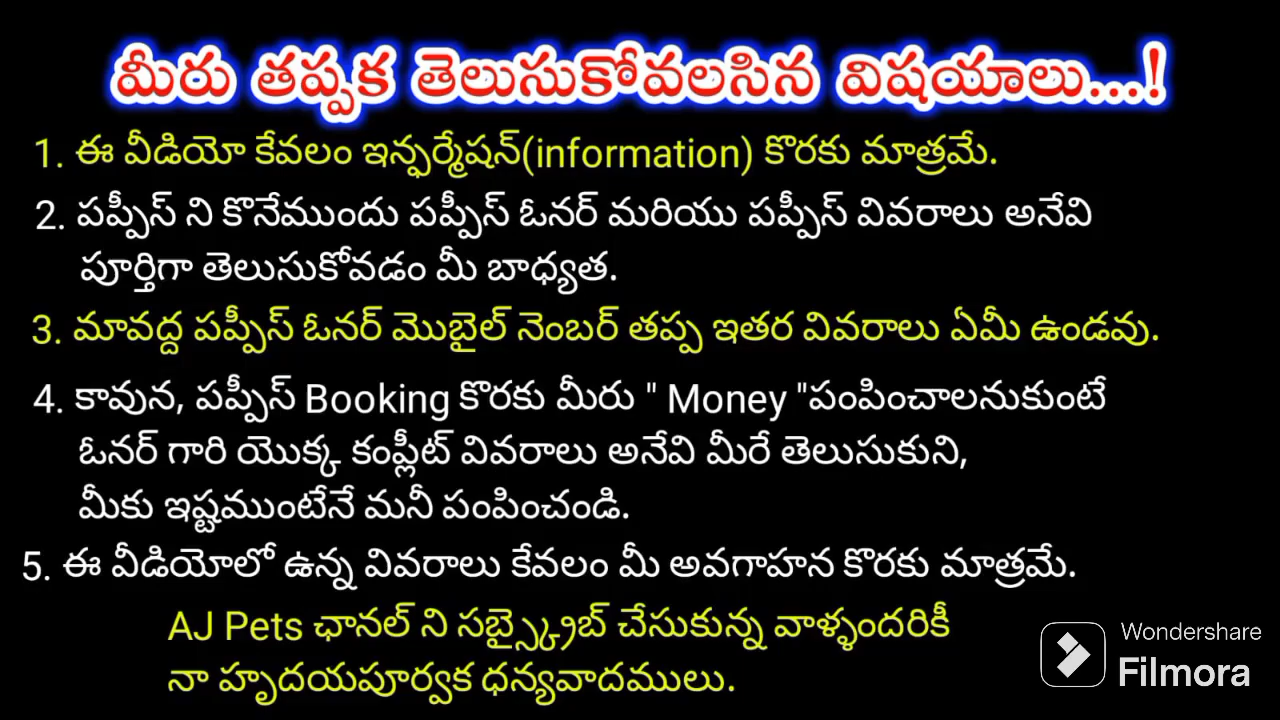 మీరు తప్పక తెలుసుకోవలసిన విషయాలు...!
1. ఈ వీడియో కేవలం ఇన్ఫర్మేషన్(information) కొరకు మాత్రమే.
2. పప్పీస్ ని కొనేముందు పప్పీస్ ఓనర్ మరియు పప్పీస్ వివరాలు అనేవి
పూర్తిగా తెలుసుకోవడం మీ బాధ్యత.
3. మావద్ద పప్పీస్ ఓనర్ మొబైల్ నెంబర్ తప్ప ఇతర వివరాలు ఏమీ ఉండవు.
4. కావున, పప్పీస్ Booking కొరకు మీరు " Money "పంపించాలనుకుంటే
ఓనర్ గారి యొక్క కంప్లీట్ వివరాలు అనేవి మీరే తెలుసుకుని,
మీకు ఇష్టముంటేనే మనీ పంపించండి.
5. ఈ వీడియోలో ఉన్న వివరాలు కేవలం మీ అవగాహన కొరకు మాత్రమే.
AJ Pets ఛానల్ ని సబ్స్క్రైబ్ చేసుకున్న వాళ్ళందరికీ
నా హృదయపూర్వక ధన్యవాదములు.
Wondershare
Filmora